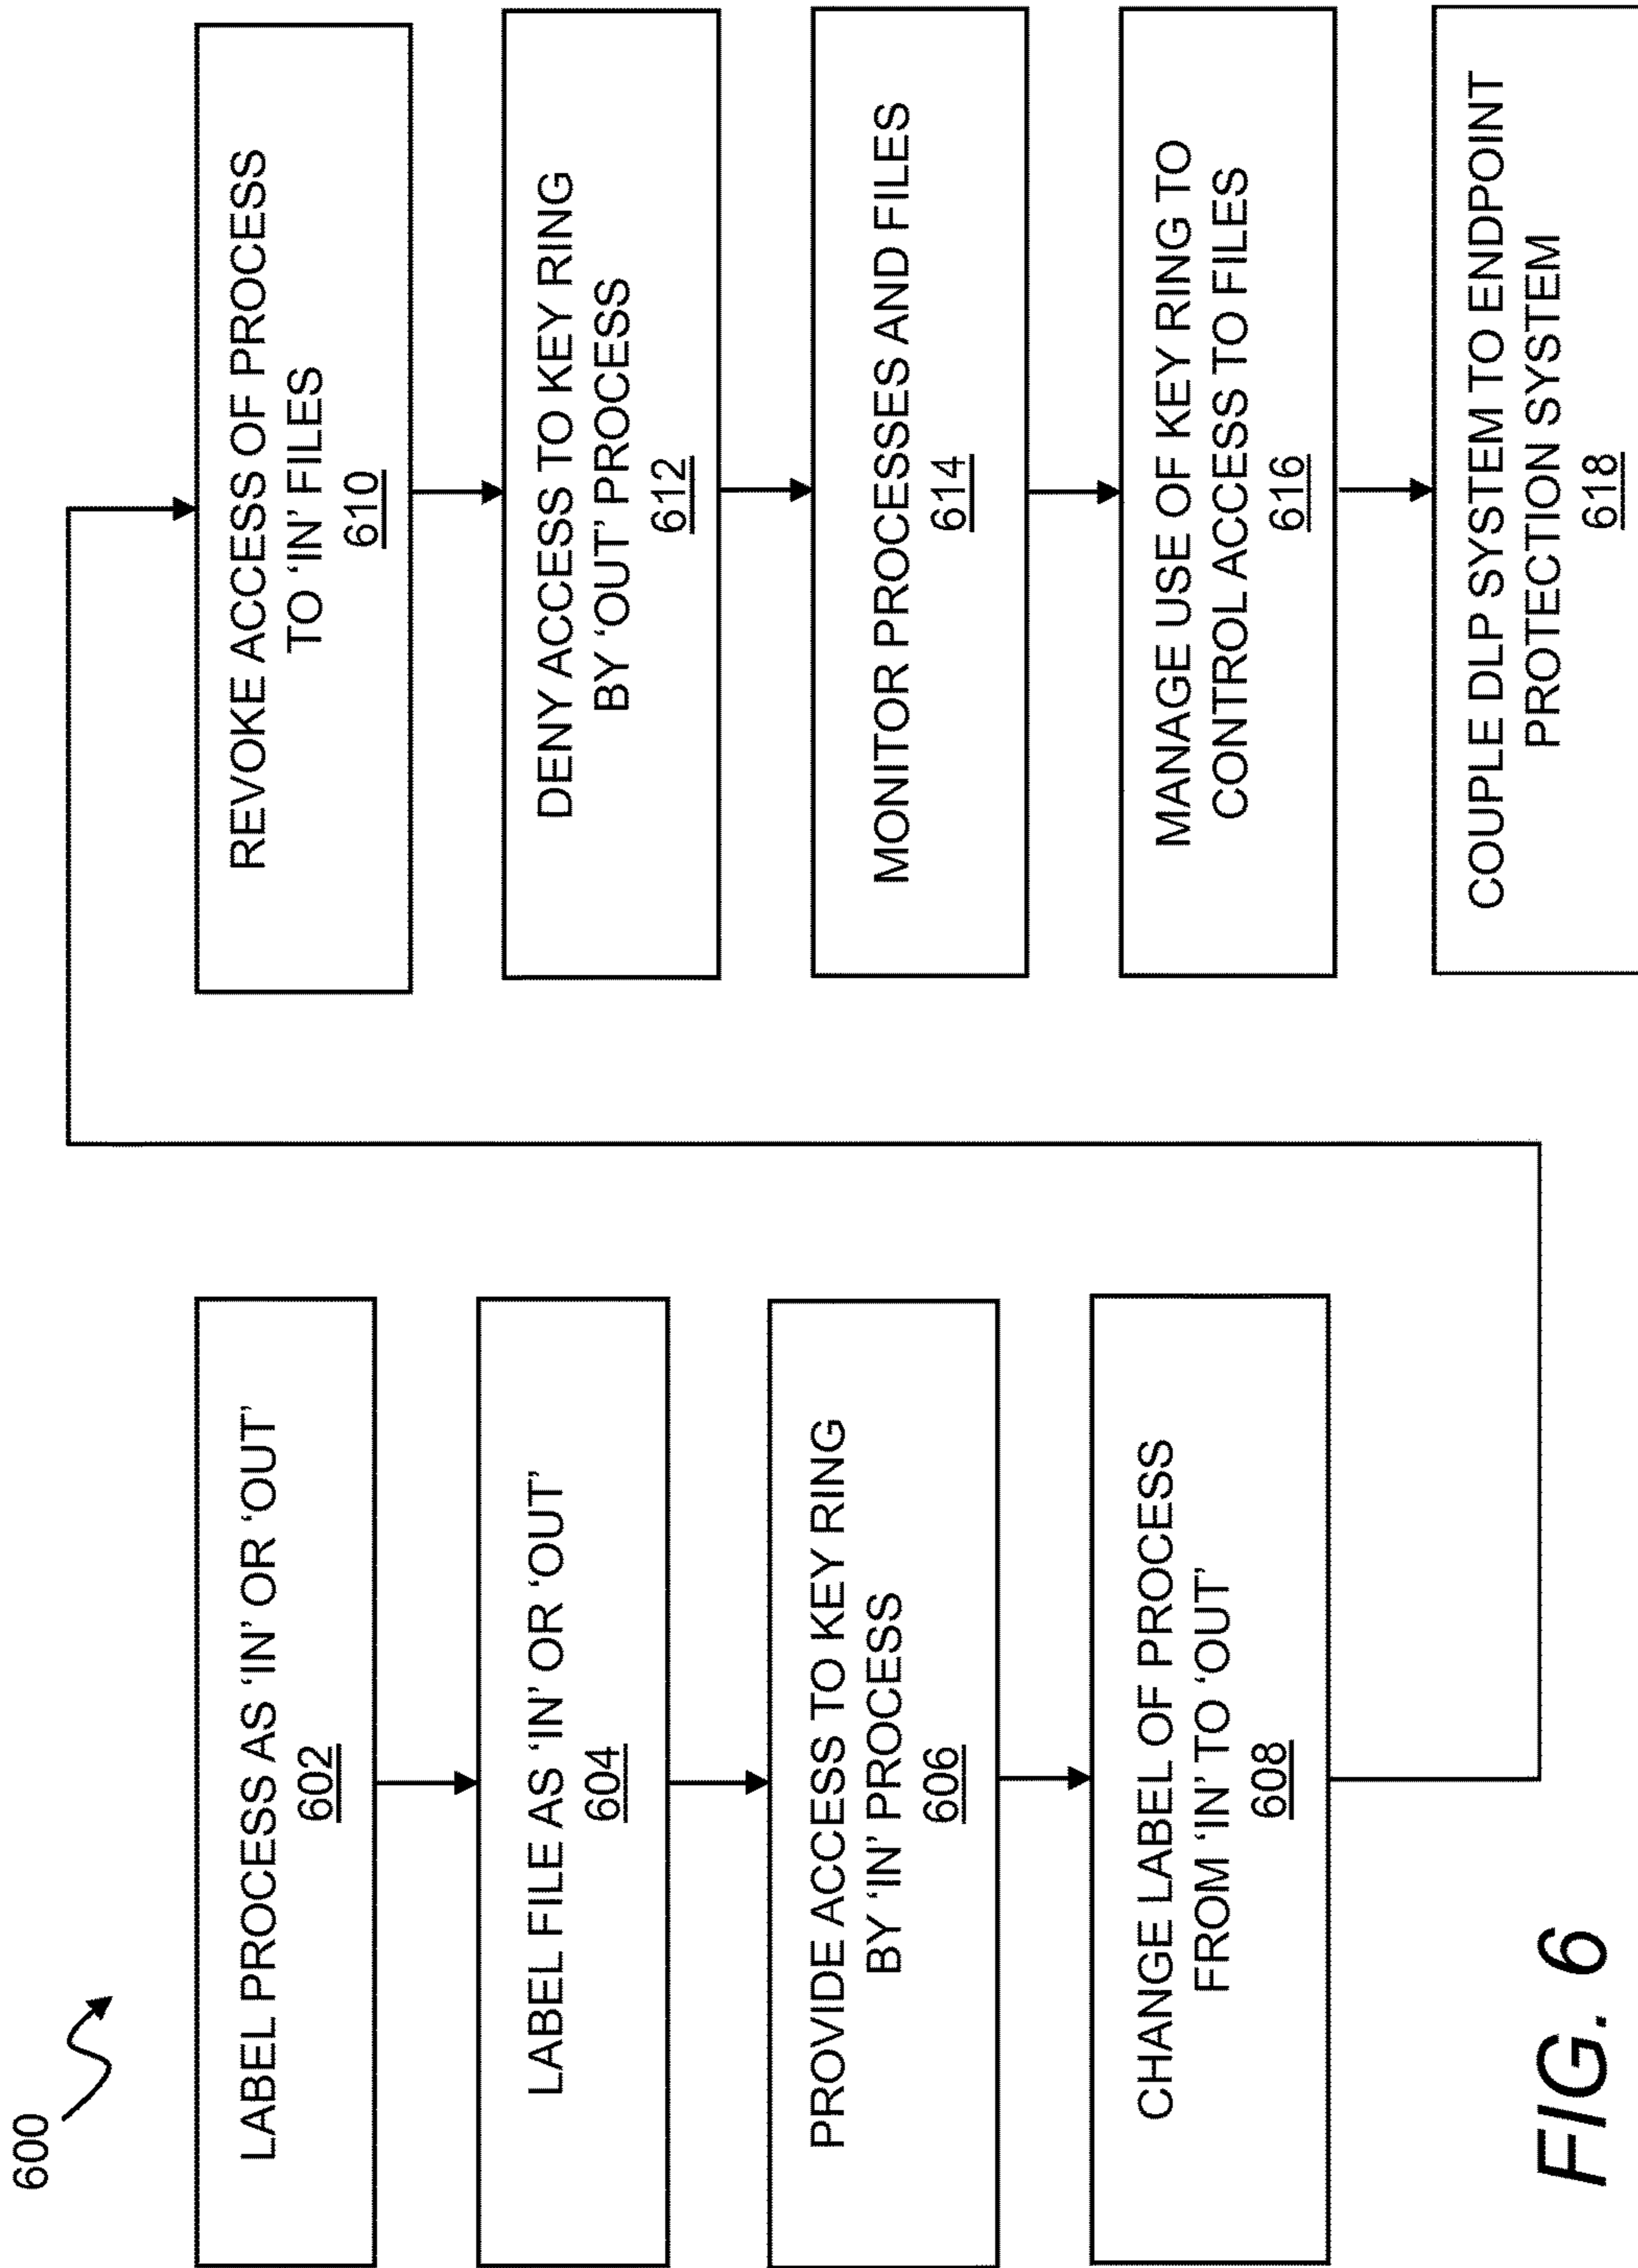 600
LABEL PROCESS AS ‘IN’ OR ‘OUT’
602
LABEL FILE AS ‘IN’ OR ‘OUT’
604
PROVIDE ACCESS TO KEY RING
BY ‘IN’ PROCESS
606
CHANGE LABEL OF PROCESS
FROM ‘IN’ TO ‘OUT’
608
REVOKE ACCESS OF PROCESS
TO ‘IN’ FILES
610
DENY ACCESS TO KEY RING
BY ‘OUT’ PROCESS
612
MONITOR PROCESSES AND FILES
614
MANAGE USE OF KEY RING TO
CONTROL ACCESS TO FILES
616
COUPLE DLP SYSTEM TO ENDPOINT
PROTECTION SYSTEM
618
FIG. 6